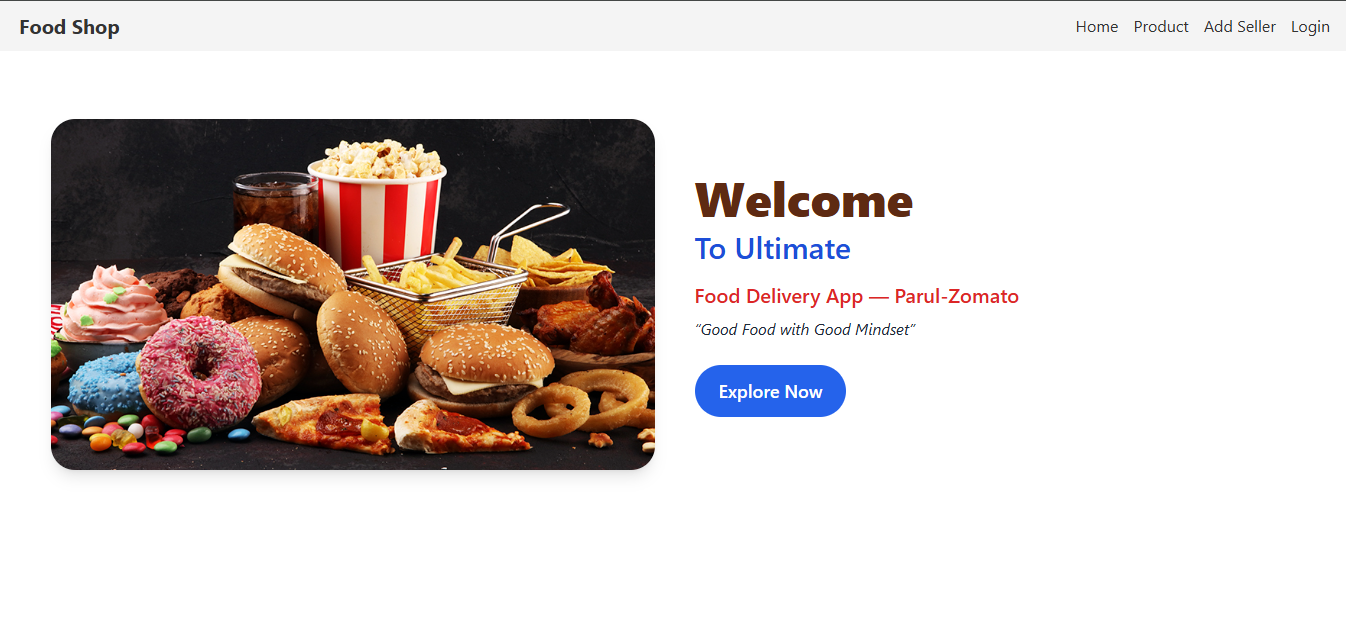 Food Shop
Home Product Add Seller Login
Welcome
To Ultimate
Food Delivery App — Parul-Zomato
“Good Food with Good Mindset”
Explore Now